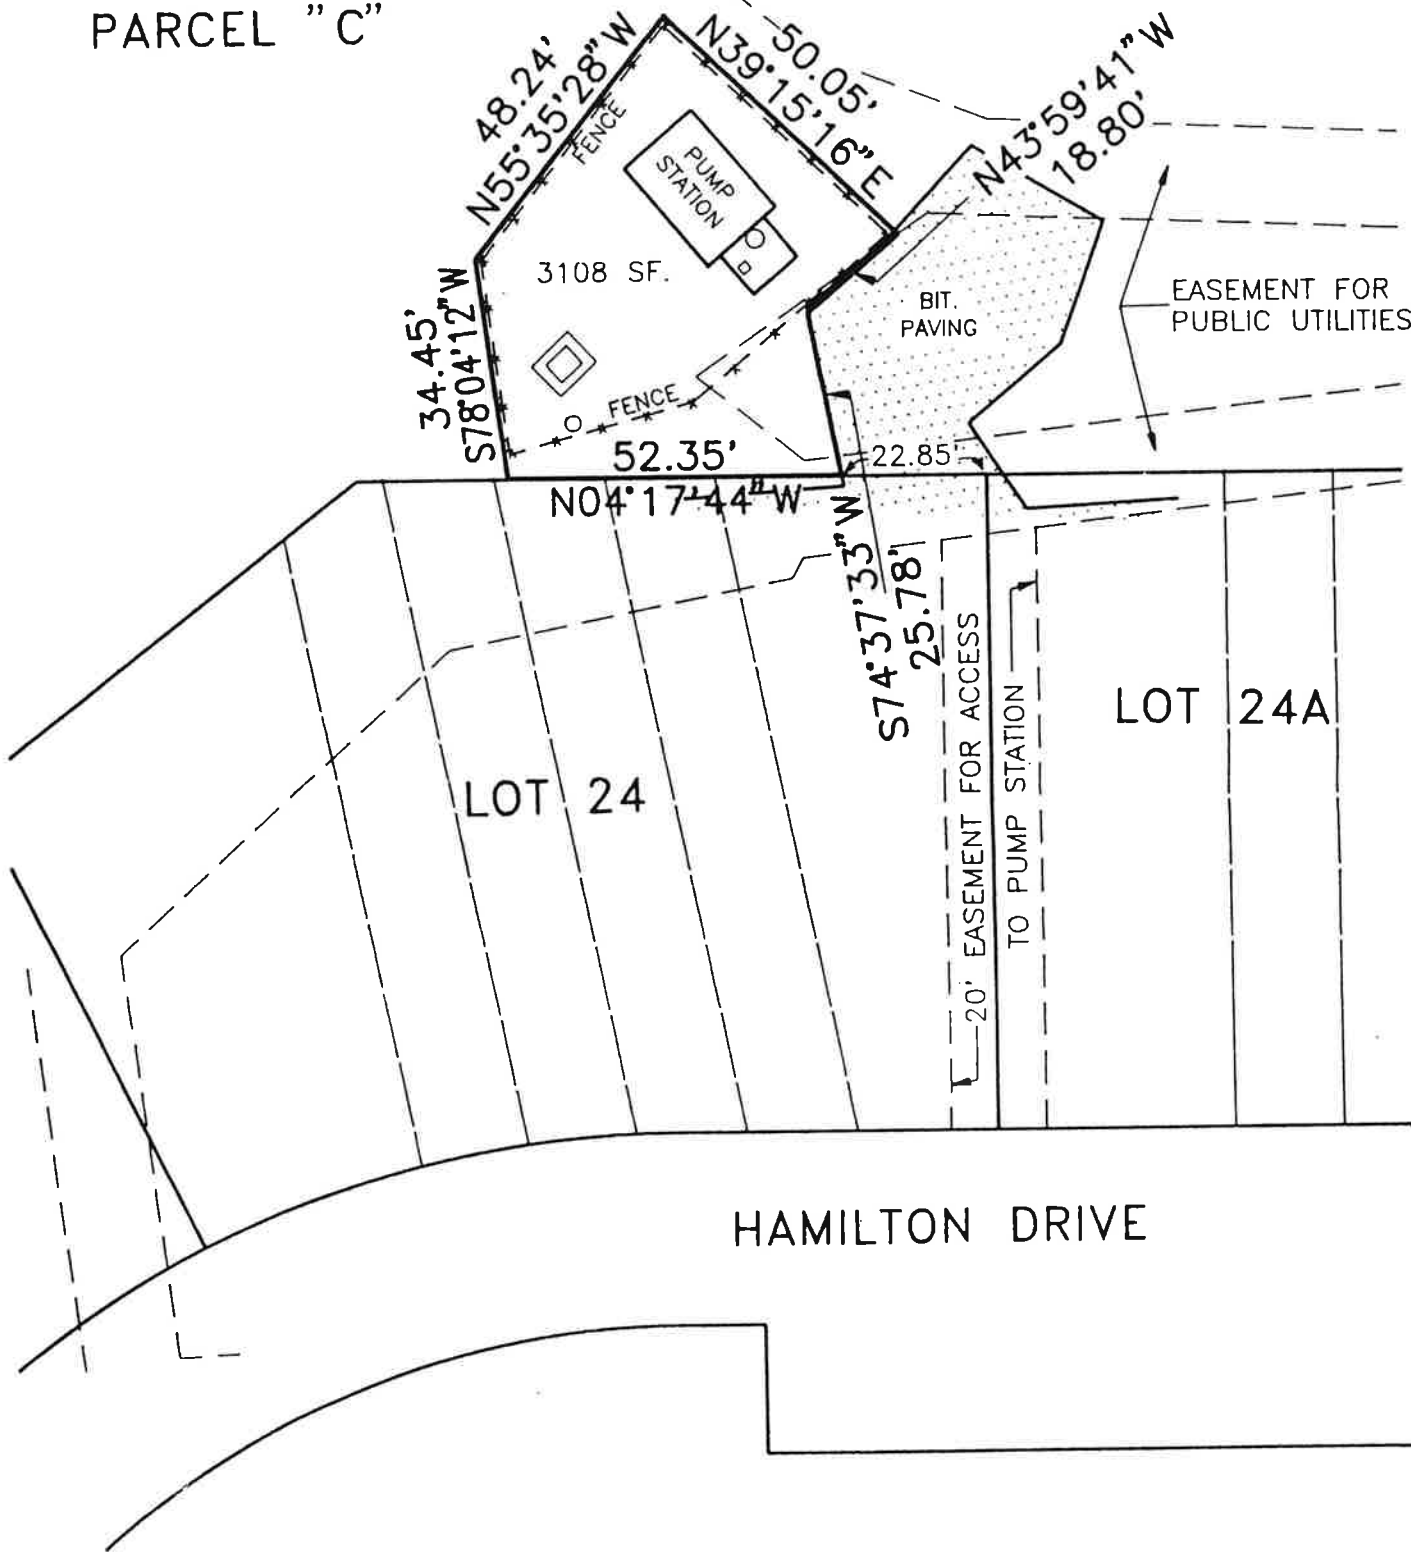 PARCEL "C"
48.24'
N55°35'28"W
FENCE
50.05'
N39°15'16"E
N43°59'41"W
18.80'
PUMP
STATION
3108 SF.
BIT.
PAVING
EASEMENT FOR
PUBLIC UTILITIES
34.45'
S78°04'12"W
FENCE
52.35'
N04°17'44"W
22.85'
S74°37'33"W
25.78'
20' EASEMENT FOR ACCESS
TO PUMP STATION
LOT 24A
LOT 24
HAMILTON DRIVE